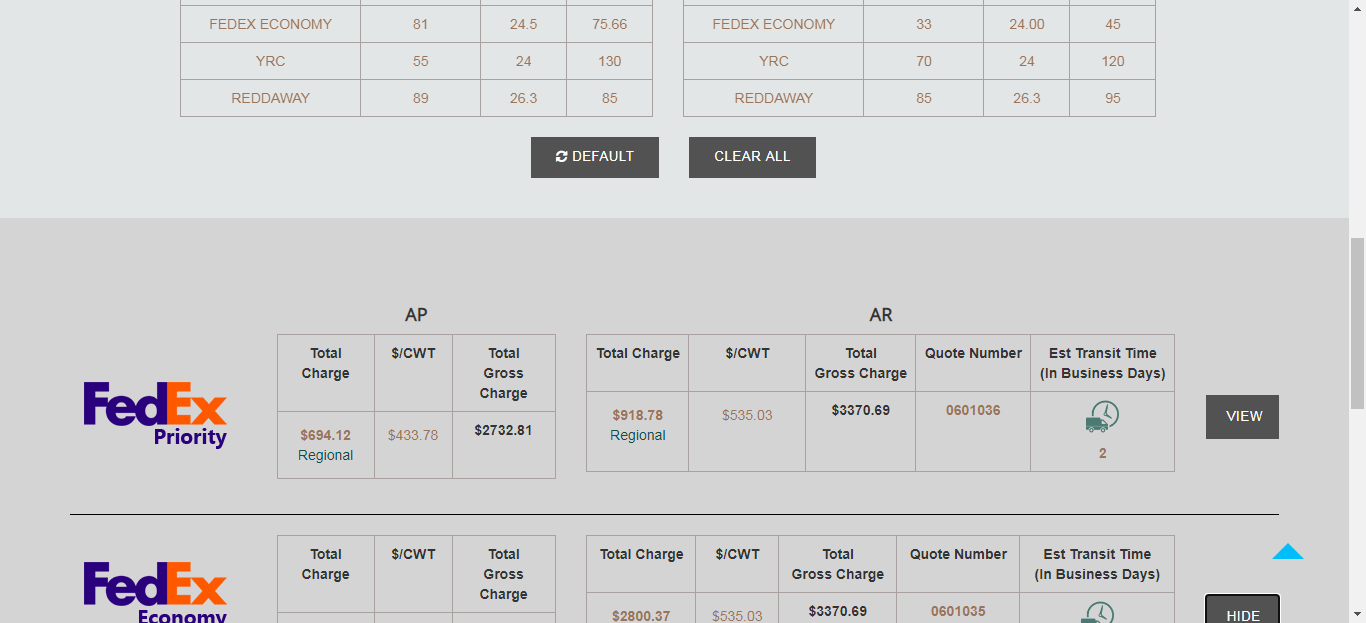 FEDEX ECONOMY 81 24.5 75.66 FEDEX ECONOMY 33 24.00 45
YRC 55 24 130 YRC 70 24 120
REDDAWAY 89 26.3 85 REDDAWAY 85 26.3 95
DEFAULT CLEAR ALL
AP AR
Total $/CWT Total Total Charge $/CWT Total Quote Number Est Transit Time
Charge Gross Gross Charge (In Business Days)
Charge
FedEx
Priority
$694.12 $433.78 $2732.81 $918.78 $535.03 $3370.69 0601036
Regional Regional
2
VIEW
Total $/CWT Total Total Charge $/CWT Total Quote Number Est Transit Time
Charge Gross Gross Charge (In Business Days)
Charge
FedEx
Economy
$2800.37 $535.03 $3370.69 0601035
HIDE